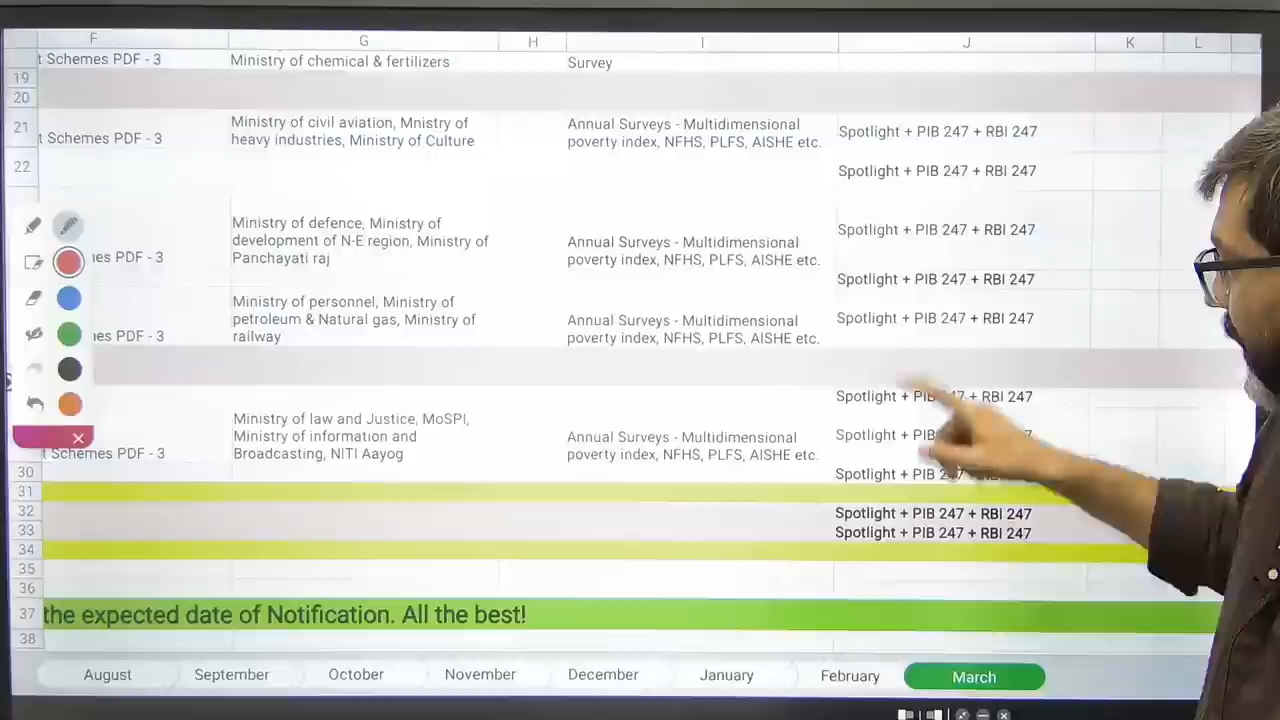 F G H I J K L
t Schemes PDF - 3 Ministry of chemical & fertilizers Survey
19
20
21 t Schemes PDF - 3
Ministry of civil aviation, Mnistry of
heavy industries, Ministry of Culture
Annual Surveys - Multidimensional
poverty index, NFHS, PLFS, AISHE etc.
Spotlight + PIB 247 + RBI 247
22 Spotlight + PIB 247 + RBI 247
nes PDF - 3
Ministry of defence, Ministry of
development of N-E region, Ministry of
Panchayati raj
Annual Surveys - Multidimensional
poverty index, NFHS, PLFS, AISHE etc.
Spotlight + PIB 247 + RBI 247
Spotlight + PIB 247 + RBI 247
nes PDF - 3
Ministry of personnel, Ministry of
petroleum & Natural gas, Ministry of
railway
Annual Surveys - Multidimensional
poverty index, NFHS, PLFS, AISHE etc.
Spotlight + PIB 247 + RBI 247
Spotlight + PIB 247 + RBI 247
t Schemes PDF - 3
Ministry of law and Justice, MoSPI,
Ministry of information and
Broadcasting, NITI Aayog
Annual Surveys - Multidimensional
poverty index, NFHS, PLFS, AISHE etc.
Spotlight + PIB
30 Spotlight + PIB
31
32 Spotlight + PIB 247 + RBI 247
33 Spotlight + PIB 247 + RBI 247
34
35
36
37 the expected date of Notification. All the best!
38
August September October November December January February March